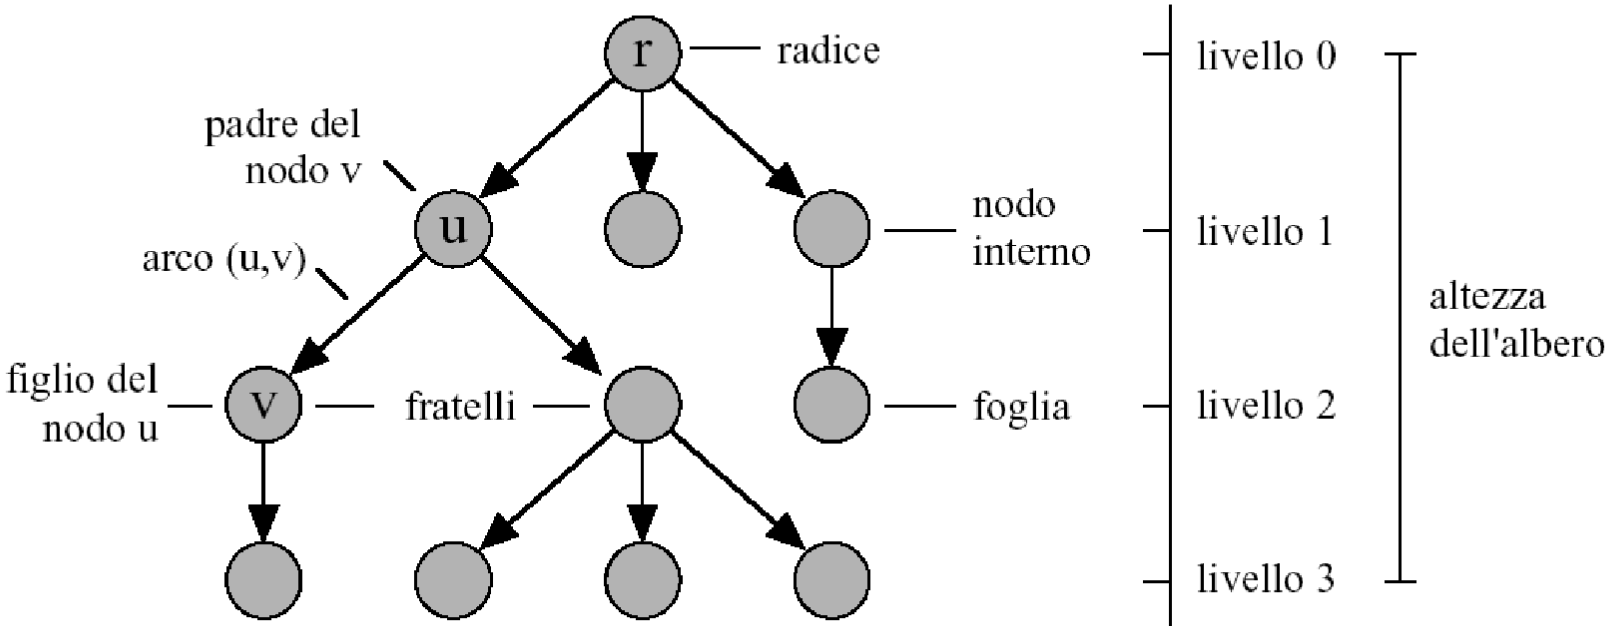 r
radice
livello 0
padre del
nodo v
u
nodo
interno
livello 1
arco (u,v)
altezza
dell'albero
figlio del
nodo u
v
fratelli
foglia
livello 2
livello 3